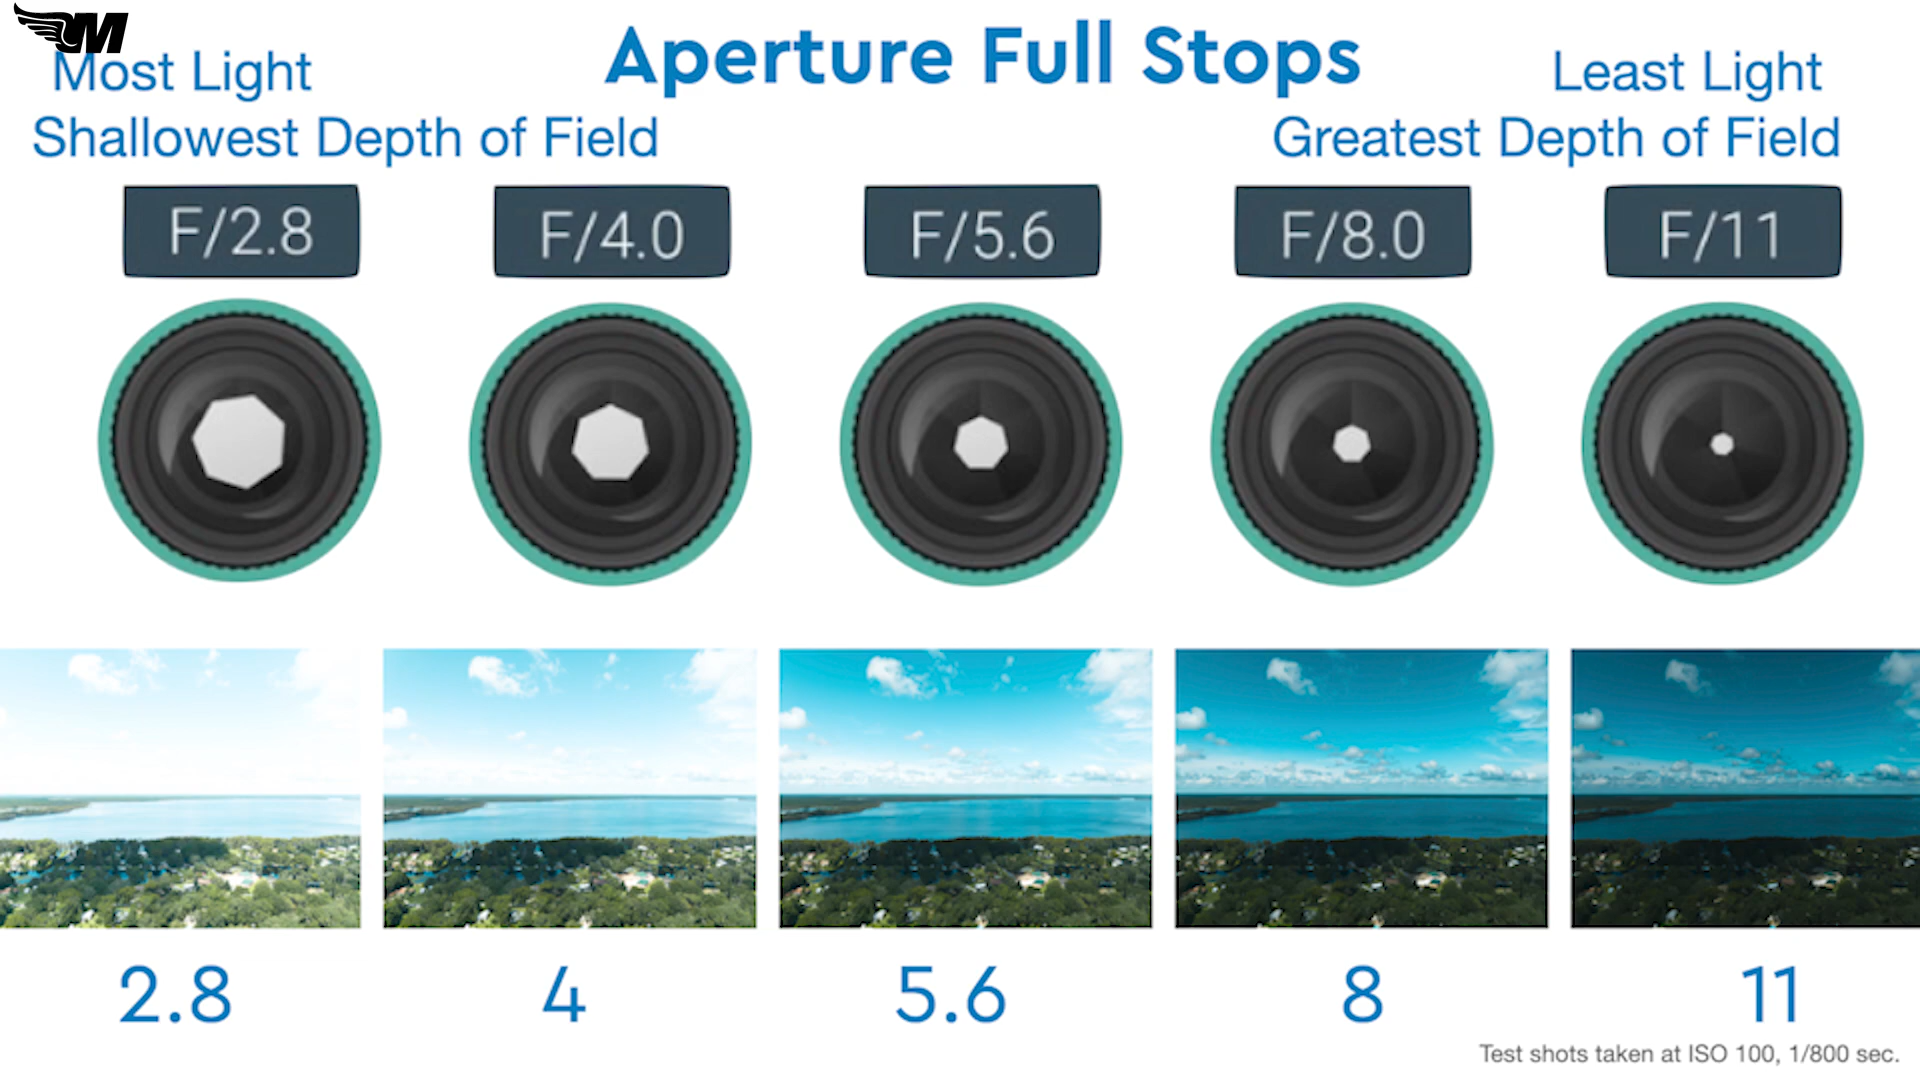 M
Aperture Full Stops
Most Light
Least Light
Shallowest Depth of Field
Greatest Depth of Field
F/2.8
F/4.0
F/5.6
F/8.0
F/11
2.8
4
5.6
8
11
Test shots taken at ISO 100, 1/800 sec.